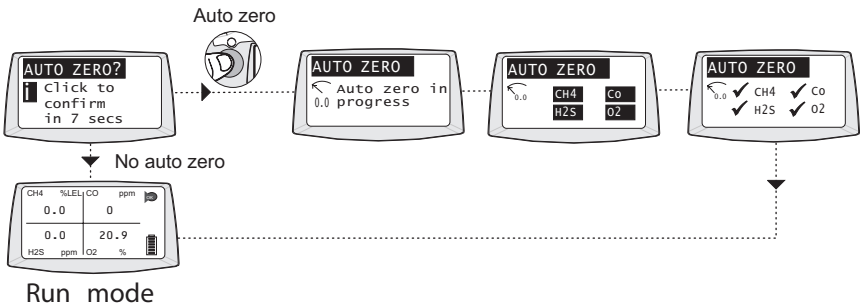 Auto zero
AUTO ZERO?
i Click to
confirm
in 7 secs
AUTO ZERO
Auto zero in
0.0 progress
AUTO ZERO
0.0 CH4 Co
H2S O2
AUTO ZERO
0.0 ✓ CH4 ✓ Co
✓ H2S ✓ O2
No auto zero
CH4 %LEL CO ppm
0.0 0
0.0 20.9
H2S ppm O2 %
Run mode